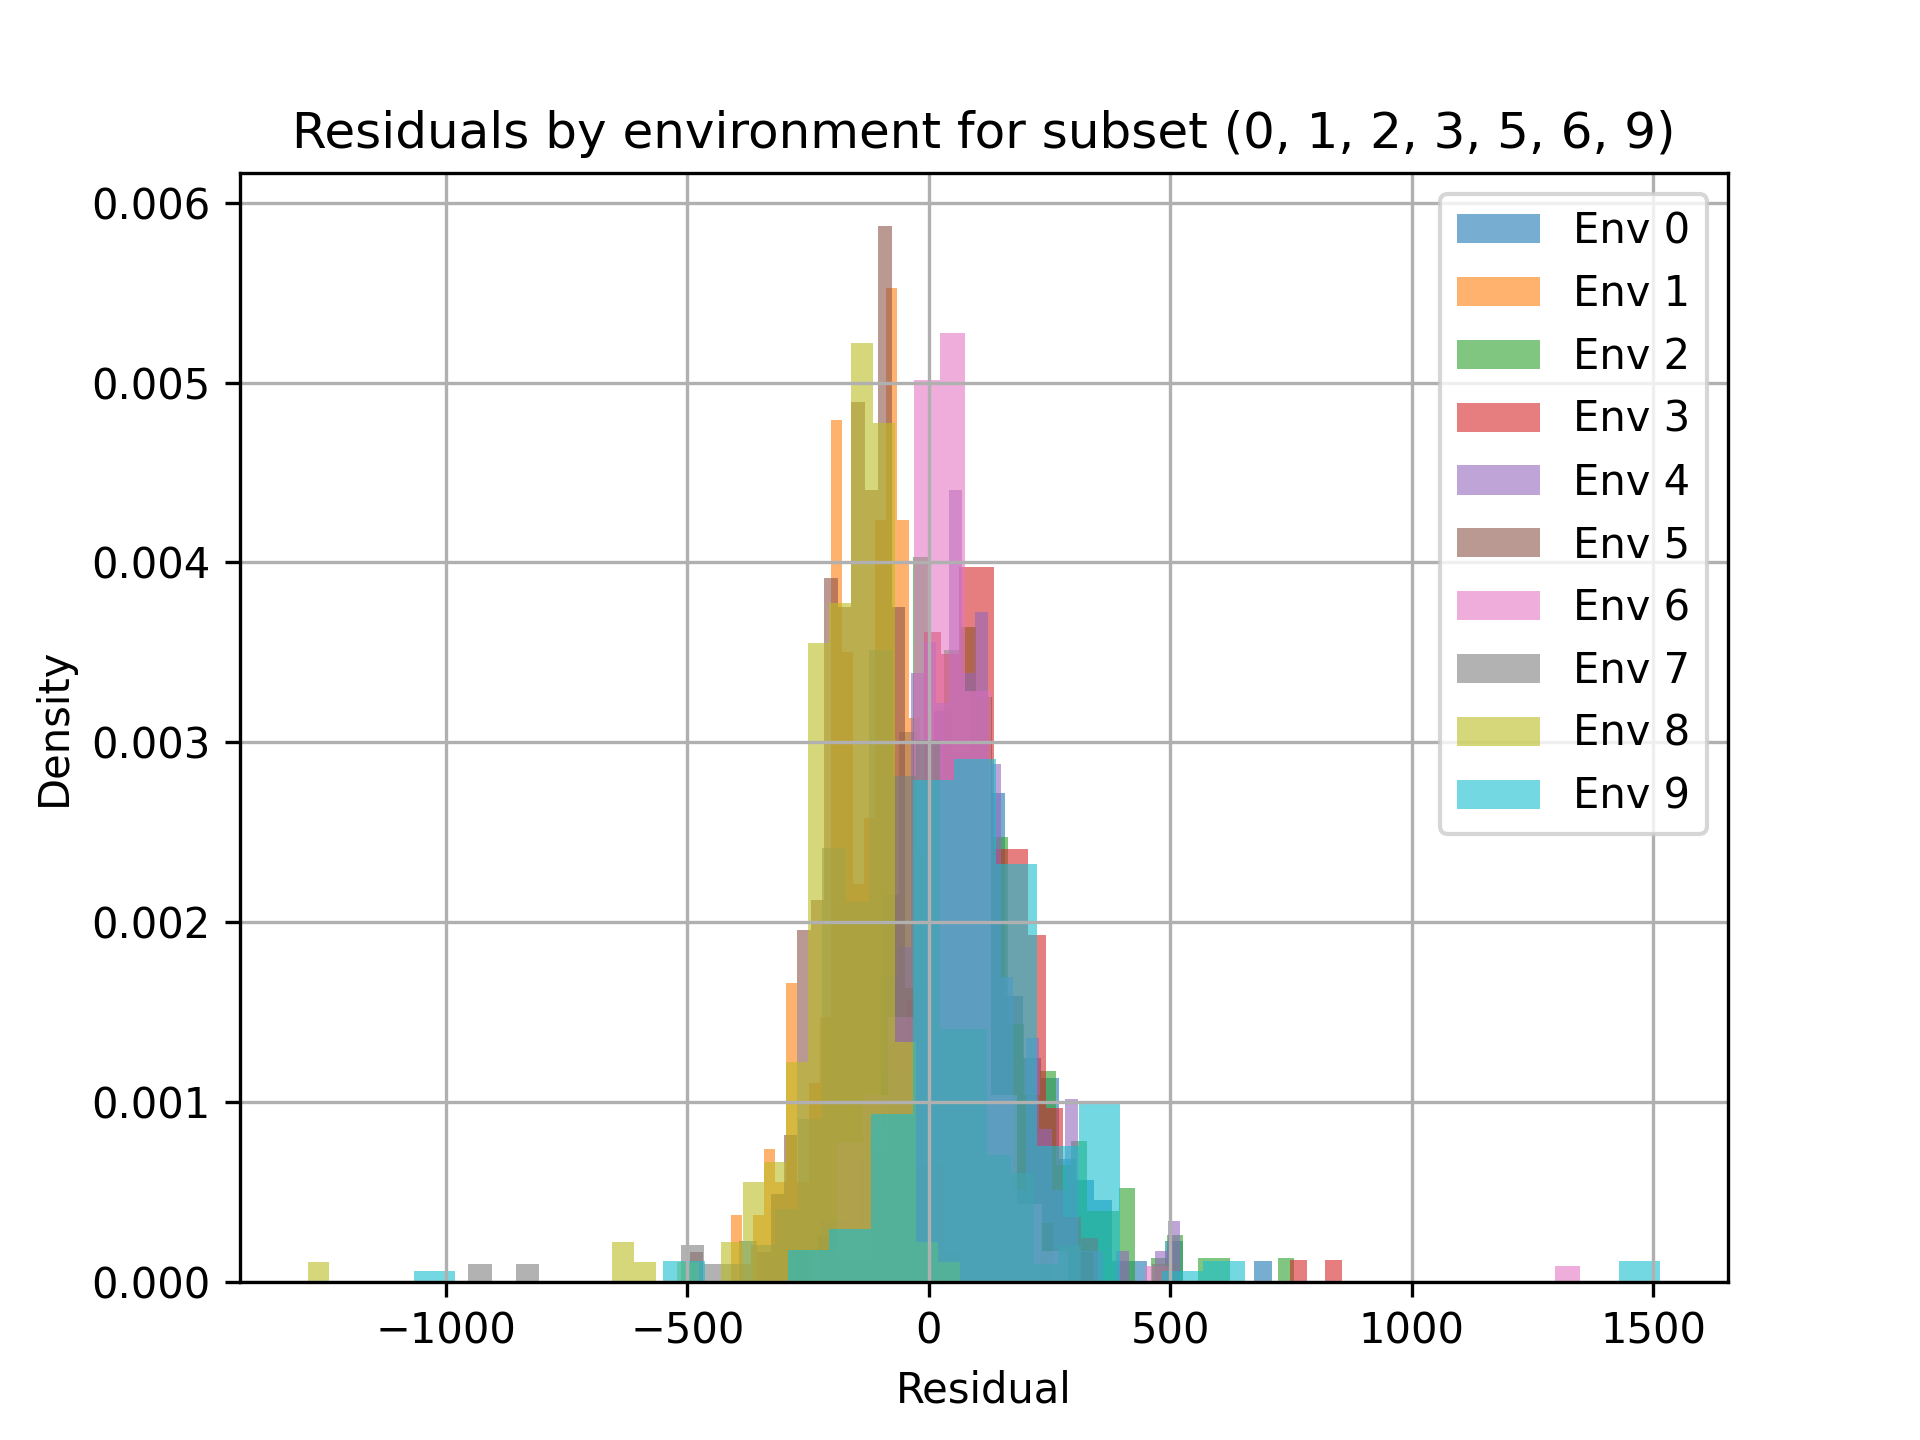 Residuals by environment for subset (0, 1, 2, 3, 5, 6, 9)
0.006
0.005
0.004
0.003
0.002
0.001
0.000
Density
−1000
−500
0
500
1000
1500
Residual
Env 0
Env 1
Env 2
Env 3
Env 4
Env 5
Env 6
Env 7
Env 8
Env 9